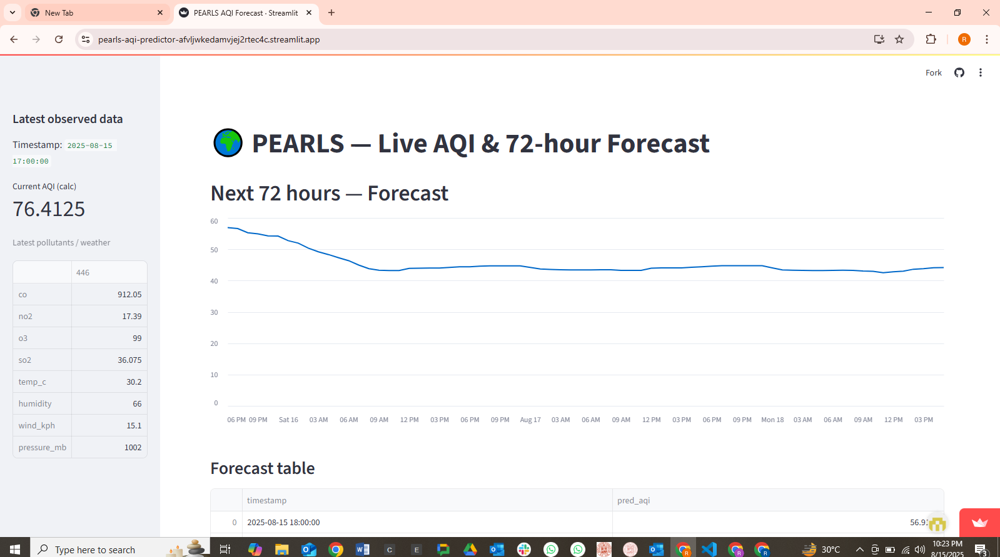 New Tab
PEARLS AQI Forecast · Streamlit
pearls-aqi-predictor-afvljwkedamvjej2rtec4c.streamlit.app
R
Fork
Latest observed data
Timestamp: 2025-08-15
17:00:00
Current AQI (calc)
76.4125
Latest pollutants / weather
446
co 912.05
no2 17.39
o3 99
so2 36.075
temp_c 30.2
humidity 66
wind_kph 15.1
pressure_mb 1002
PEARLS — Live AQI & 72-hour Forecast
Next 72 hours — Forecast
60
50
40
30
20
10
0
06 PM 09 PM Sat 16 03 AM 06 AM 09 AM 12 PM 03 PM 06 PM 09 PM Aug 17 03 AM 06 AM 09 AM 12 PM 03 PM 06 PM 09 PM Mon 18 03 AM 06 AM 09 AM 12 PM 03 PM
Forecast table
timestamp pred_aqi
0 2025-08-15 18:00:00
Type here to search
C
E
30°C
10:23 PM
8/15/2025
3